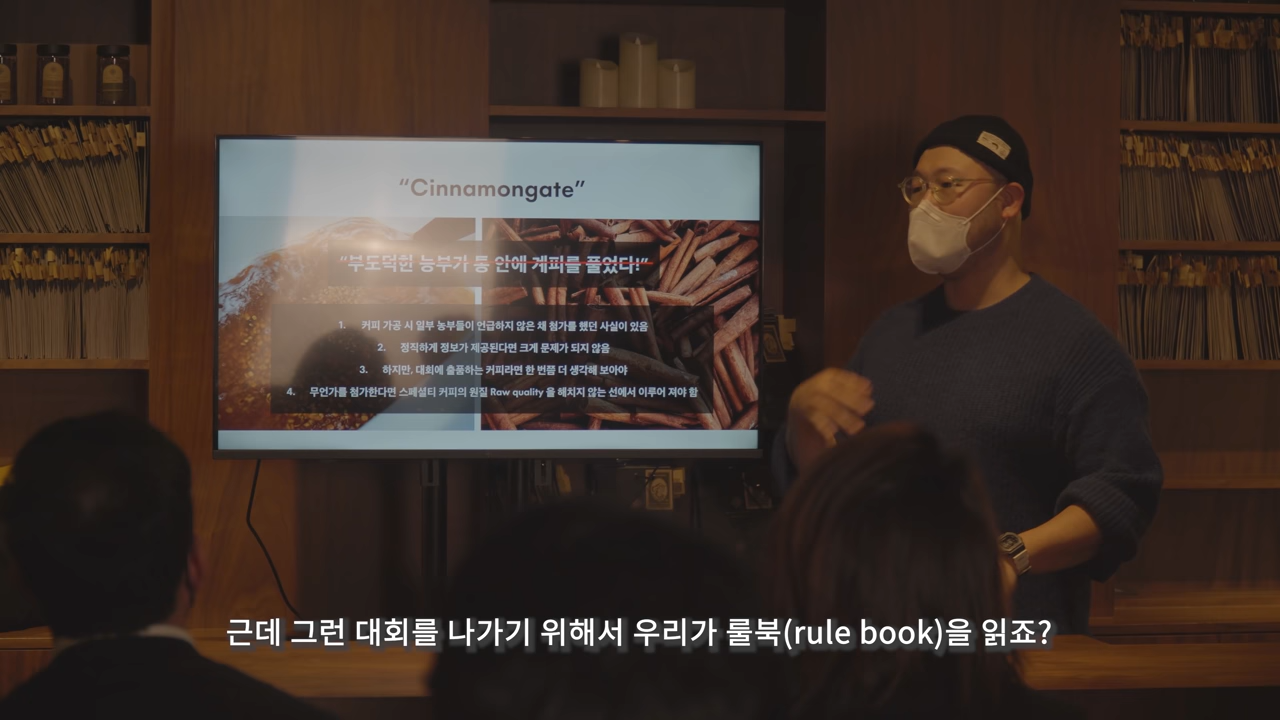 “Cinnamongate”
“부도덕한 농부가 통 안에 계피를 풀었다!”
1. 커피 가공 시 일부 농부들이 언급하지 않은 채 첨가를 했던 사실이 있음
2. 정직하게 정보가 제공된다면 크게 문제가 되지 않음
3. 하지만, 대회에 출품하는 커피라면 한 번쯤 더 생각해 보아야
4. 무언가를 첨가한다면 스페셜티 커피의 원질 Raw quality 을 해치지 않는 선에서 이루어 져야 함
근데 그런 대회를 나가기 위해서 우리가 룰북(rule book)을 읽죠?